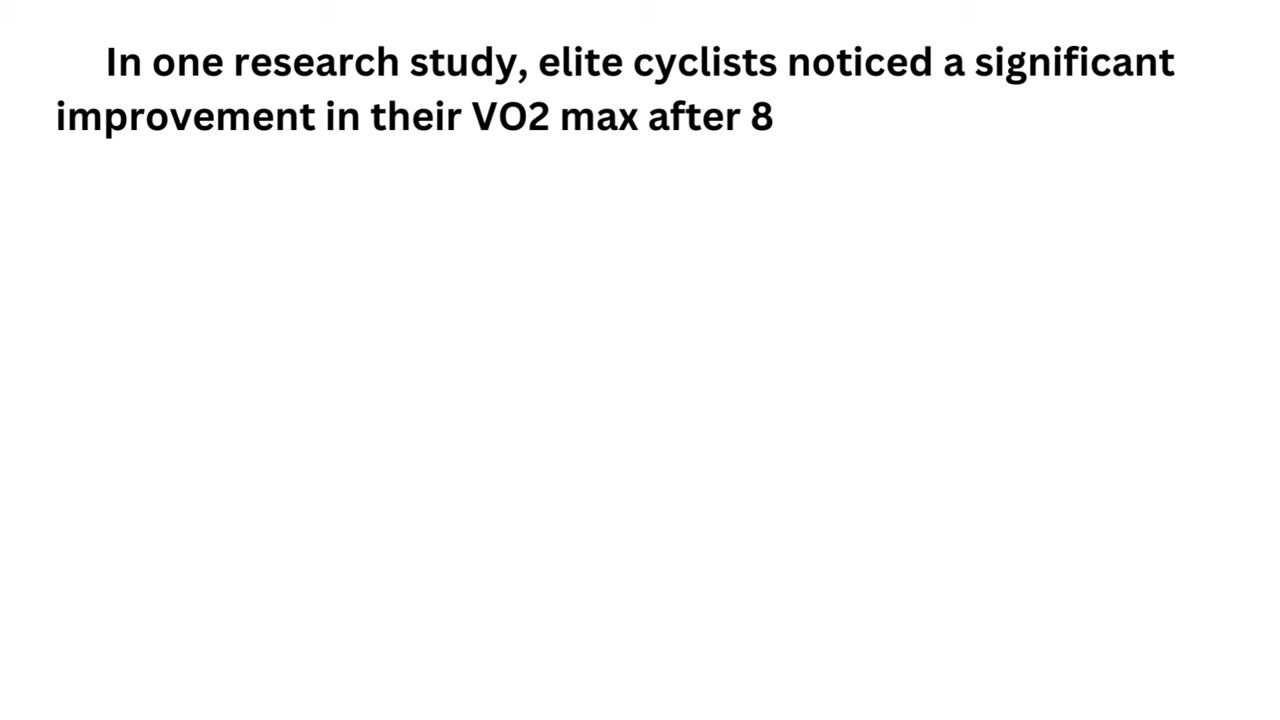 In one research study, elite cyclists noticed a significant
improvement in their VO2 max after 8